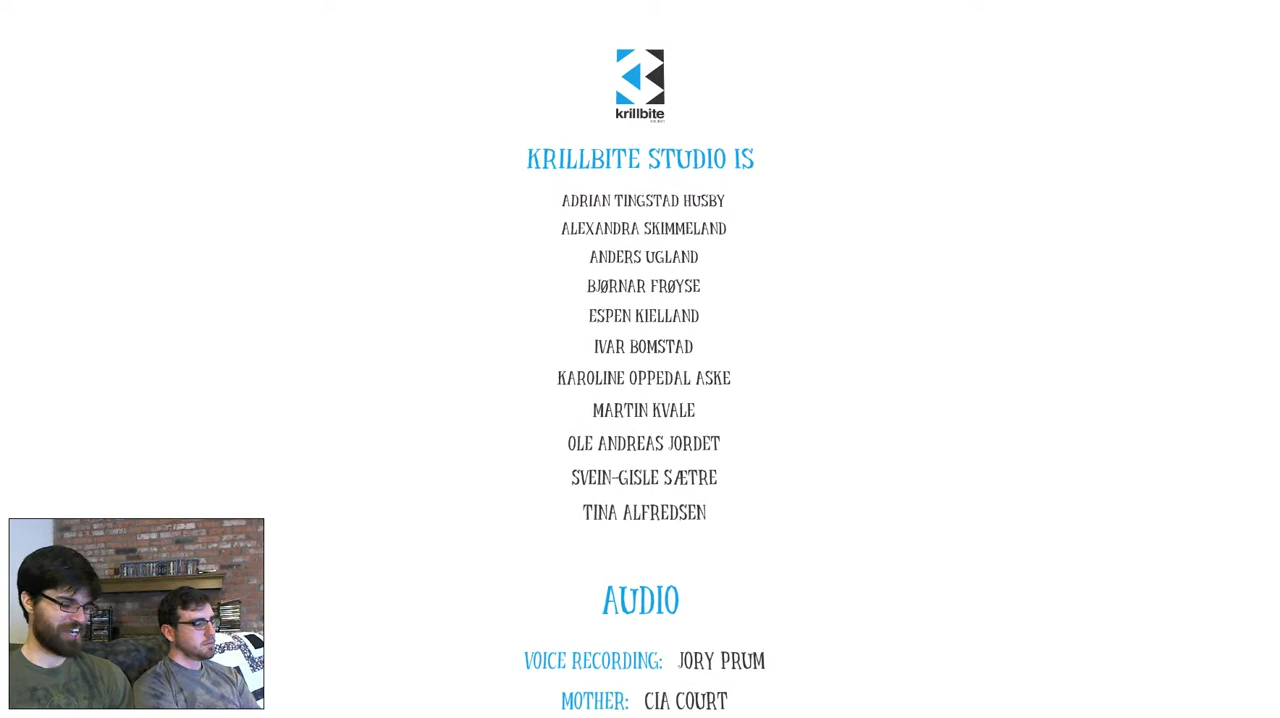 krillbite
KRILLBITE STUDIO IS
ADRIAN TINGSTAD HUSBY
ALEXANDRA SKIMMELAND
ANDERS UGLAND
BJØRNAR FRØYSE
ESPEN KIELLAND
IVAR BOMSTAD
KAROLINE OPPEDAL ASKE
MARTIN KVALE
OLE ANDREAS JORDET
SVEIN-GISLE SÆTRE
TINA ALFREDSEN
AUDIO
VOICE RECORDING: JORY PRUM
MOTHER: CIA COURT